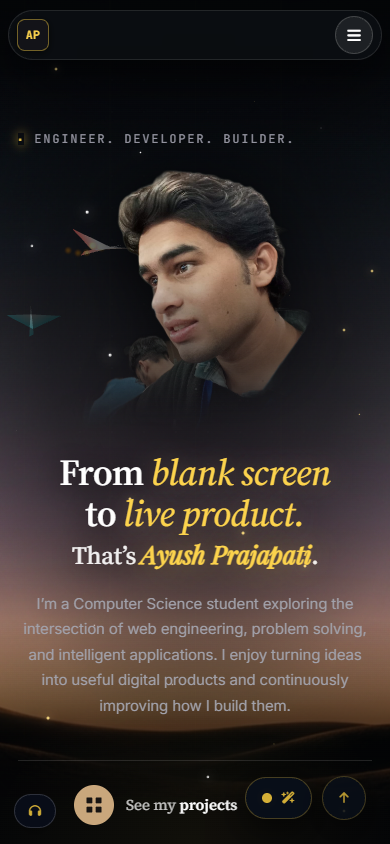 AP
ENGINEER. DEVELOPER. BUILDER.
From blank screen
to live product.
That's Ayush Prajapati.
I'm a Computer Science student exploring the
intersection of web engineering, problem solving,
and intelligent applications. I enjoy turning ideas
into useful digital products and continuously
improving how I build them.
See my projects